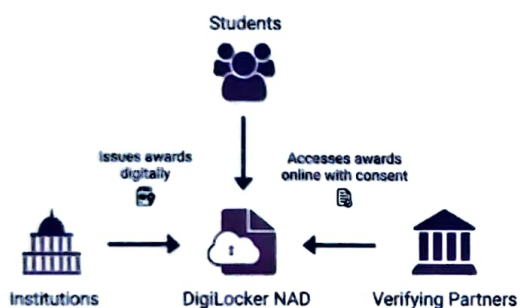 Students
Issues awards
digitally
Accesses awards
online with consent
Institutions
DigiLocker NAD
Verifying Partners